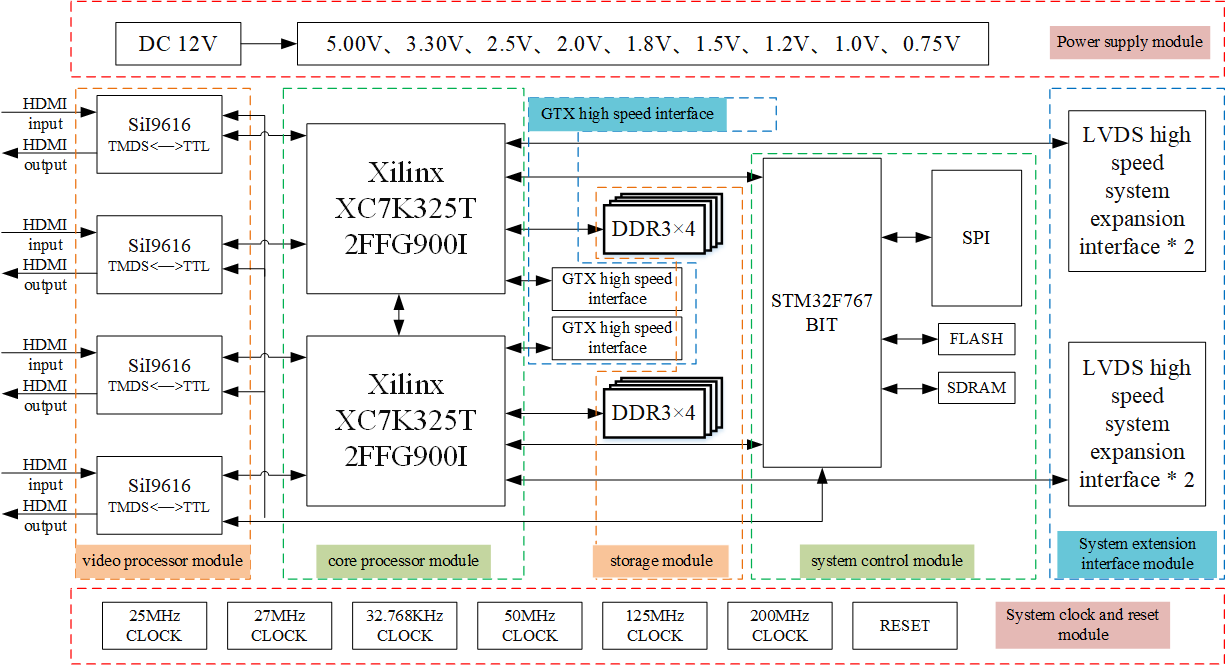 DC 12V
5.00V、3.30V、2.5V、2.0V、1.8V、1.5V、1.2V、1.0V、0.75V
Power supply module
HDMI
input
HDMI
output
SiI9616
TMDS<—>TTL
HDMI
input
HDMI
output
SiI9616
TMDS<—>TTL
HDMI
input
HDMI
output
SiI9616
TMDS<—>TTL
HDMI
input
HDMI
output
SiI9616
TMDS<—>TTL
video processor module
Xilinx
XC7K325T
2FFG900I
Xilinx
XC7K325T
2FFG900I
core processor module
GTX high speed interface
DDR3×4
GTX high speed
interface
GTX high speed
interface
DDR3×4
storage module
STM32F767
BIT
SPI
FLASH
SDRAM
system control module
LVDS high
speed
system
expansion
interface * 2
LVDS high
speed
system
expansion
interface * 2
System extension
interface module
25MHz
CLOCK
27MHz
CLOCK
32.768KHz
CLOCK
50MHz
CLOCK
125MHz
CLOCK
200MHz
CLOCK
RESET
System clock and reset
module